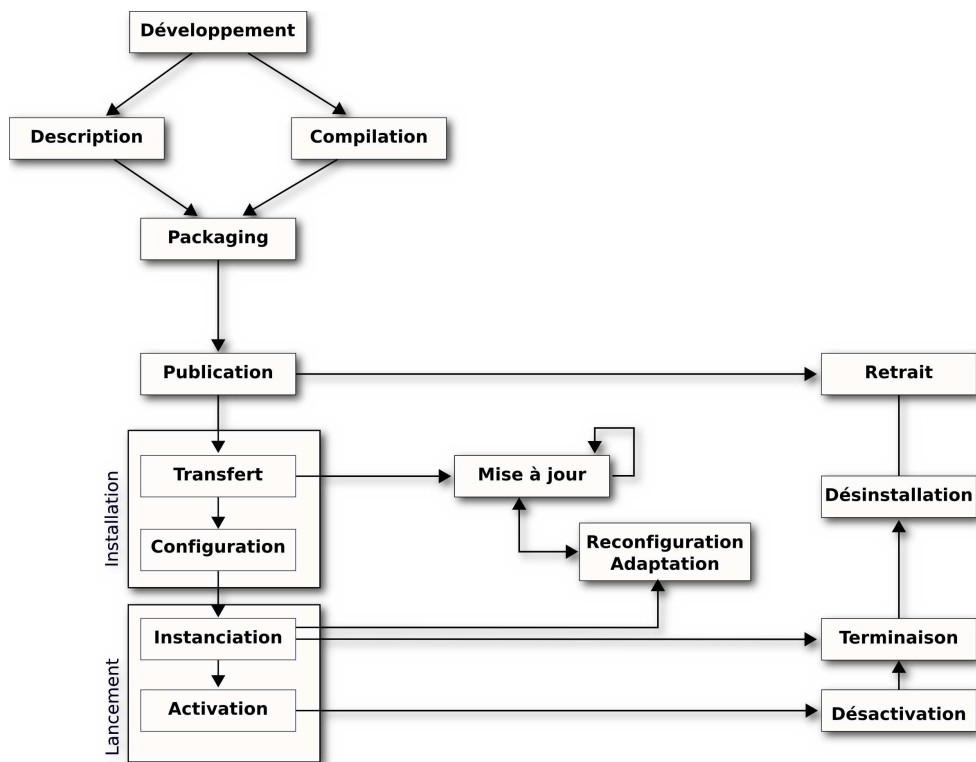 Développement
Description
Compilation
Packaging
Publication
Retrait
Installation
Transfert
Mise à jour
Désinstallation
Configuration
Reconfiguration
Adaptation
Lancement
Instanciation
Terminaison
Activation
Désactivation